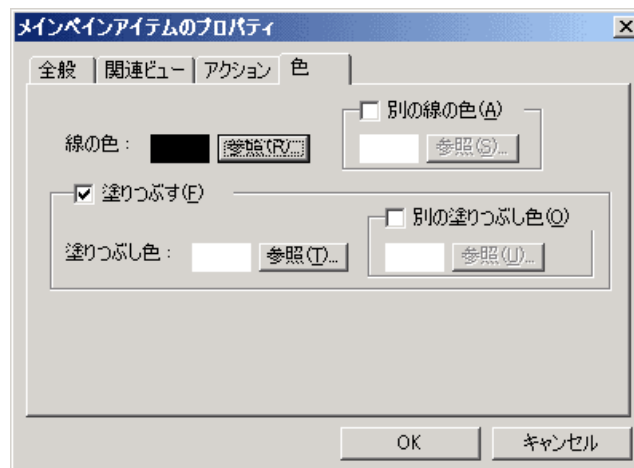 メインペインアイテムのプロパティ
全般 関連ビュー アクション 色
別の線の色(A)
線の色： 参照(R)... 参照(S)...
塗りつぶす(F)
別の塗りつぶし色(O)
塗りつぶし色： 参照(T)... 参照(U)...
OK キャンセル